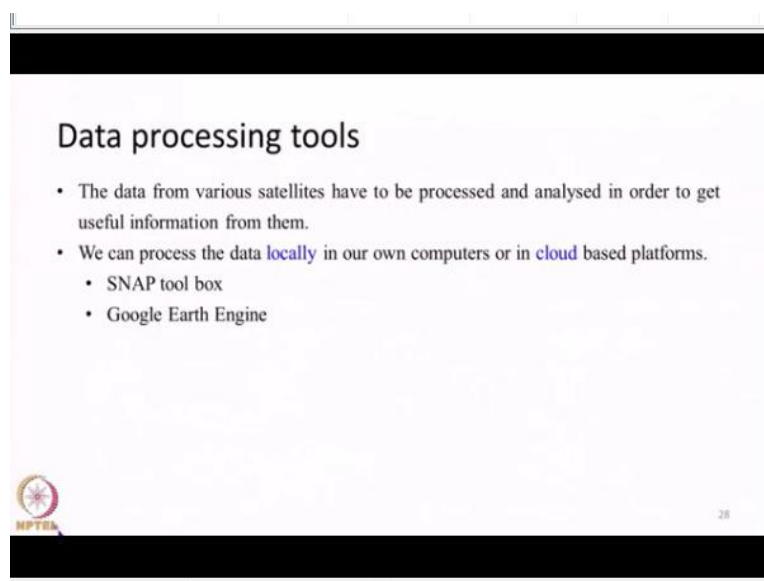 Data processing tools
• The data from various satellites have to be processed and analysed in order to get
useful information from them.
• We can process the data locally in our own computers or in cloud based platforms.
• SNAP tool box
• Google Earth Engine
NPTEL
28